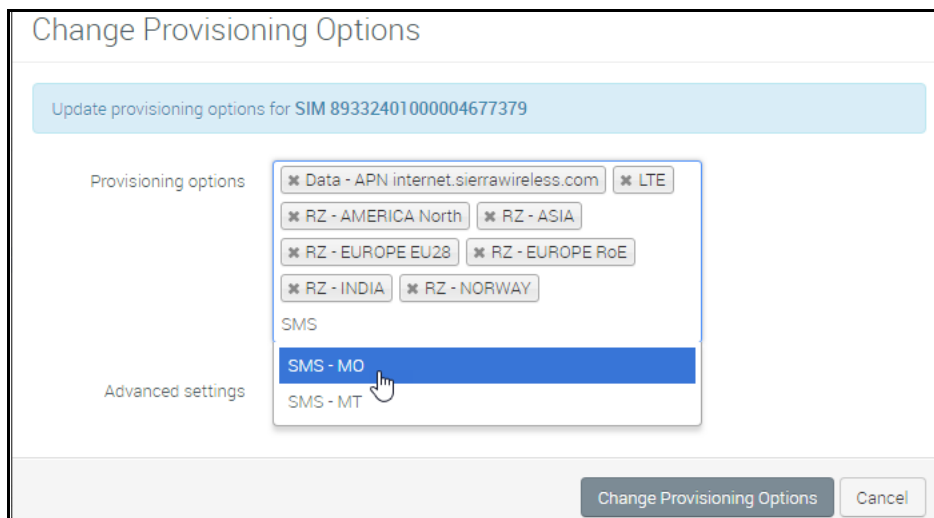 Change Provisioning Options
Update provisioning options for SIM 89332401000004677379
Provisioning options
Data - APN internet.sierrawireless.com LTE
RZ - AMERICA North RZ - ASIA
RZ - EUROPE EU28 RZ - EUROPE RoE
RZ - INDIA RZ - NORWAY
SMS
SMS - MO
Advanced settings
SMS - MT
Change Provisioning Options Cancel